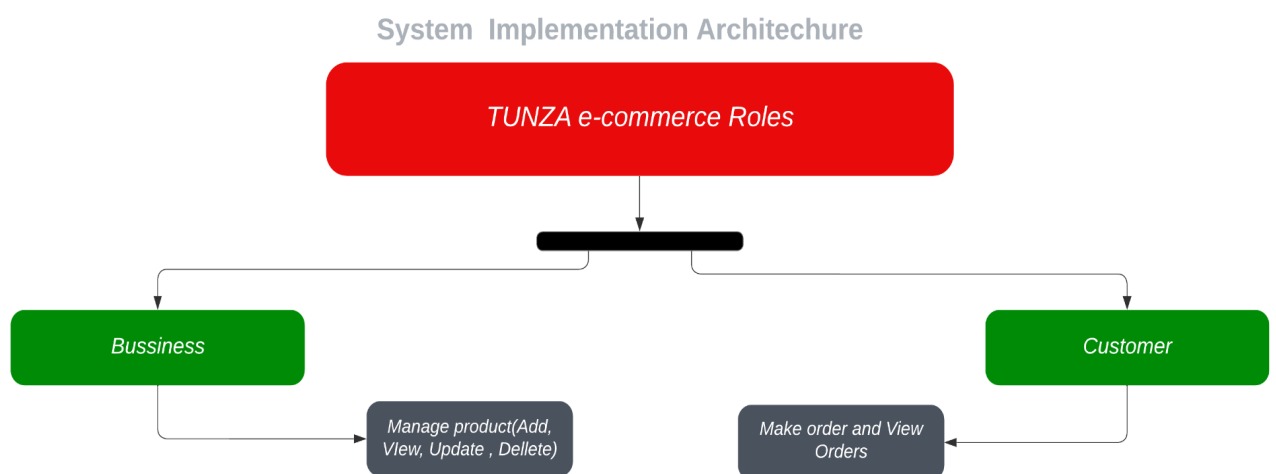 System Implementation Architechure
TUNZA e-commerce Roles
Bussiness
Customer
Manage product(Add,
VIew, Update , Dellete)
Make order and View
Orders